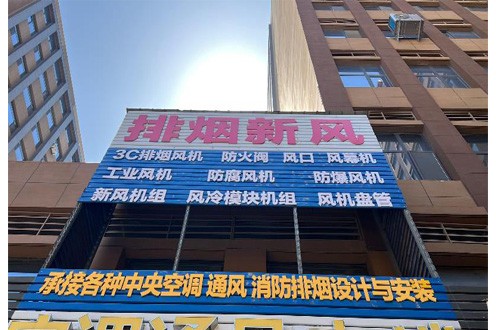 排烟新风
3C排烟风机 防火阀 风口 风幕机
工业风机 防腐风机 防爆风机
新风机组 风冷模块机组 风机盘管
承接各种中央空调 通风 消防排烟设计与安装